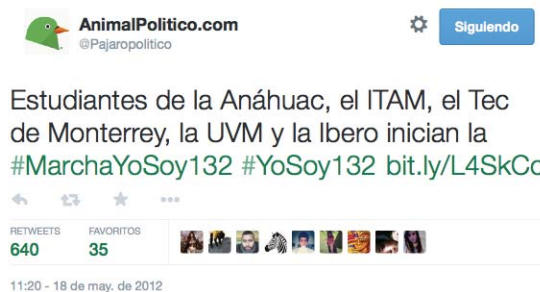 AnimalPolitico.com
@Pajaropolitico
Siguiendo
Estudiantes de la Anáhuac, el ITAM, el Tec
de Monterrey, la UVM y la Ibero inician la
#MarchaYoSoy132 #YoSoy132 bit.ly/L4SkCc
RETWEETS FAVORITOS
640 35
11:20 - 18 de may. de 2012